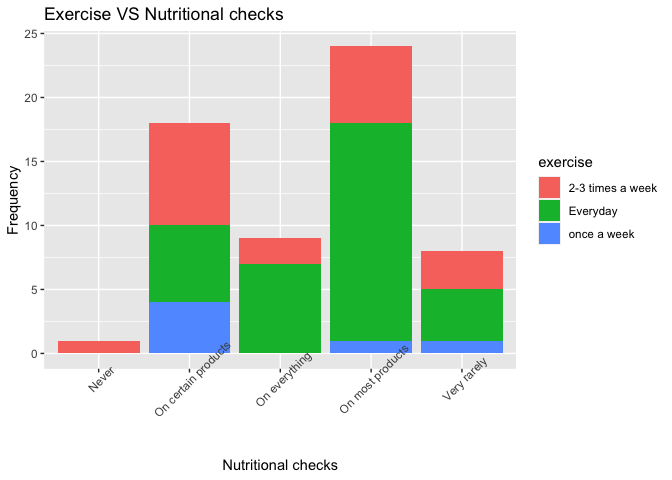 Exercise VS Nutritional checks
25
20
15
10
5
0
Frequency
Never
On certain products
On everything
On most products
Very rarely
Nutritional checks
exercise
2-3 times a week
Everyday
once a week